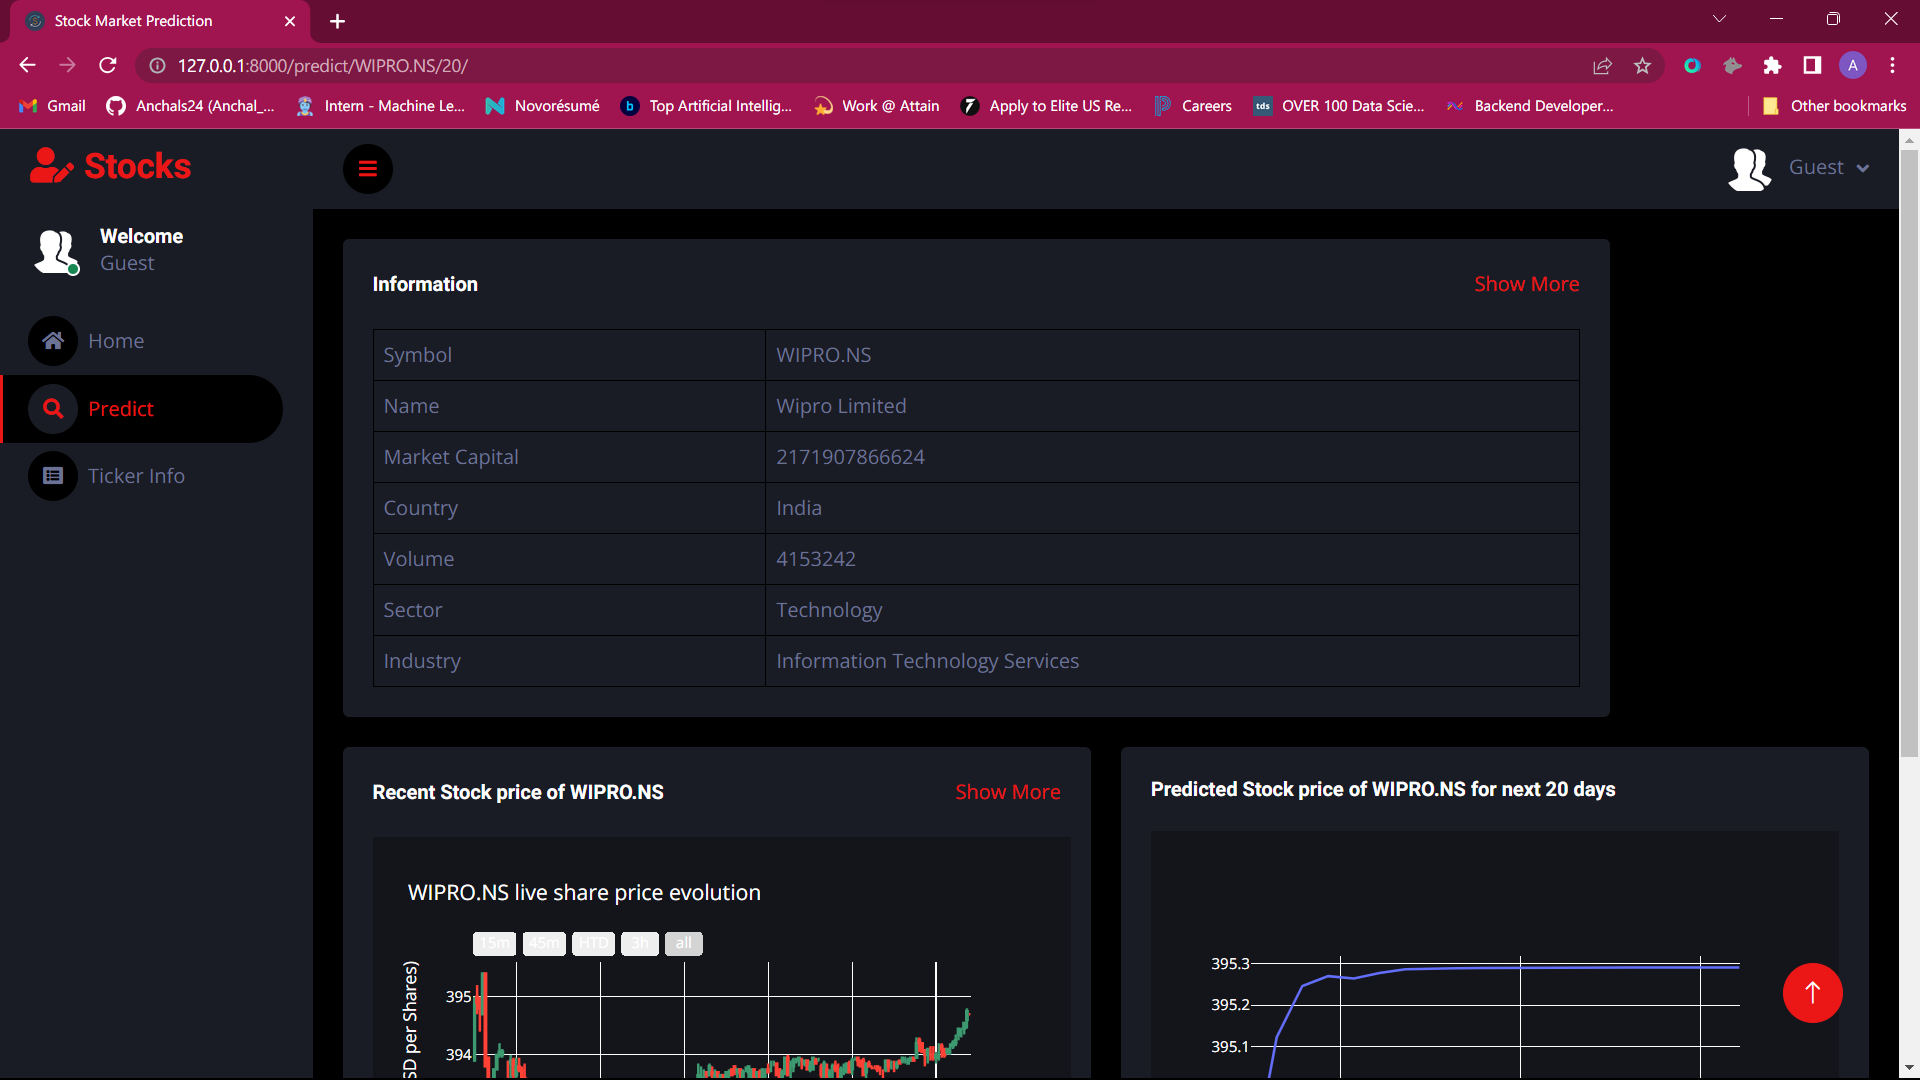 Stock Market Prediction
127.0.0.1:8000/predict/WIPRO.NS/20/
A
Gmail
Anchals24 (Anchal_...
Intern - Machine Le...
Novorésumé
b
Top Artificial Intellig...
Work @ Attain
7
Apply to Elite US Re...
Careers
tds
OVER 100 Data Scie...
Backend Developer...
Other bookmarks
Stocks
Guest
Welcome
Guest
Home
Predict
Ticker Info
Information
Show More
Symbol WIPRO.NS
Name Wipro Limited
Market Capital 2171907866624
Country India
Volume 4153242
Sector Technology
Industry Information Technology Services
Recent Stock price of WIPRO.NS
Show More
WIPRO.NS live share price evolution
15m 45m HTD 3h all
SD per Shares)
395
394
Predicted Stock price of WIPRO.NS for next 20 days
395.3
395.2
395.1